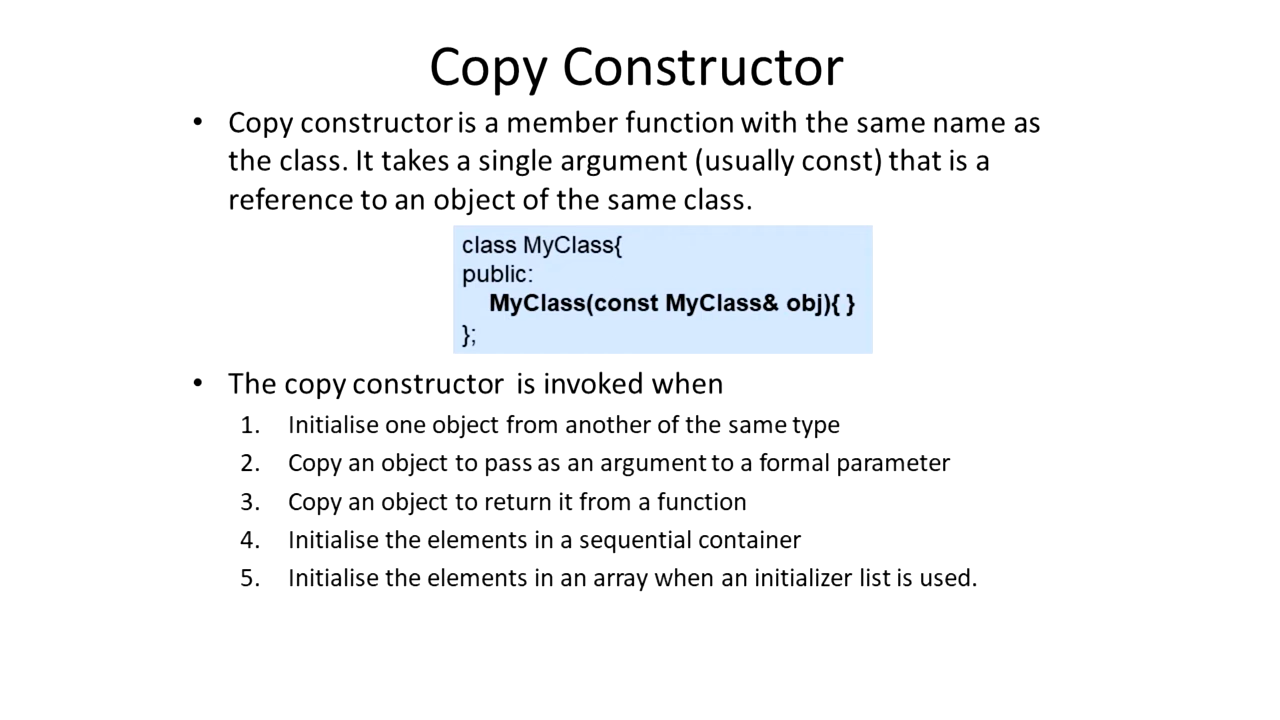 Copy Constructor
• Copy constructor is a member function with the same name as
the class. It takes a single argument (usually const) that is a
reference to an object of the same class.
class MyClass{
public:
MyClass(const MyClass& obj){ }
};
• The copy constructor is invoked when
1. Initialise one object from another of the same type
2. Copy an object to pass as an argument to a formal parameter
3. Copy an object to return it from a function
4. Initialise the elements in a sequential container
5. Initialise the elements in an array when an initializer list is used.